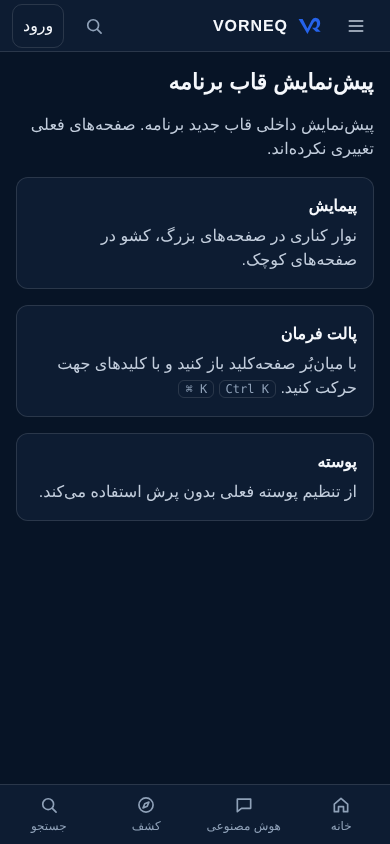 VORNEQ
ورود
پیش‌نمایش قاب برنامه
پیش‌نمایش داخلی قاب جدید برنامه. صفحه‌های فعلی
تغییری نکرده‌اند.
پیمایش
نوار کناری در صفحه‌های بزرگ، کشو در
صفحه‌های کوچک.
پالت فرمان
با میان‌بُر صفحه‌کلید باز کنید و با کلیدهای جهت
حرکت کنید. Ctrl K ⌘ K
پوسته
از تنظیم پوسته فعلی بدون پرش استفاده می‌کند.
خانه
هوش مصنوعی
کشف
جستجو